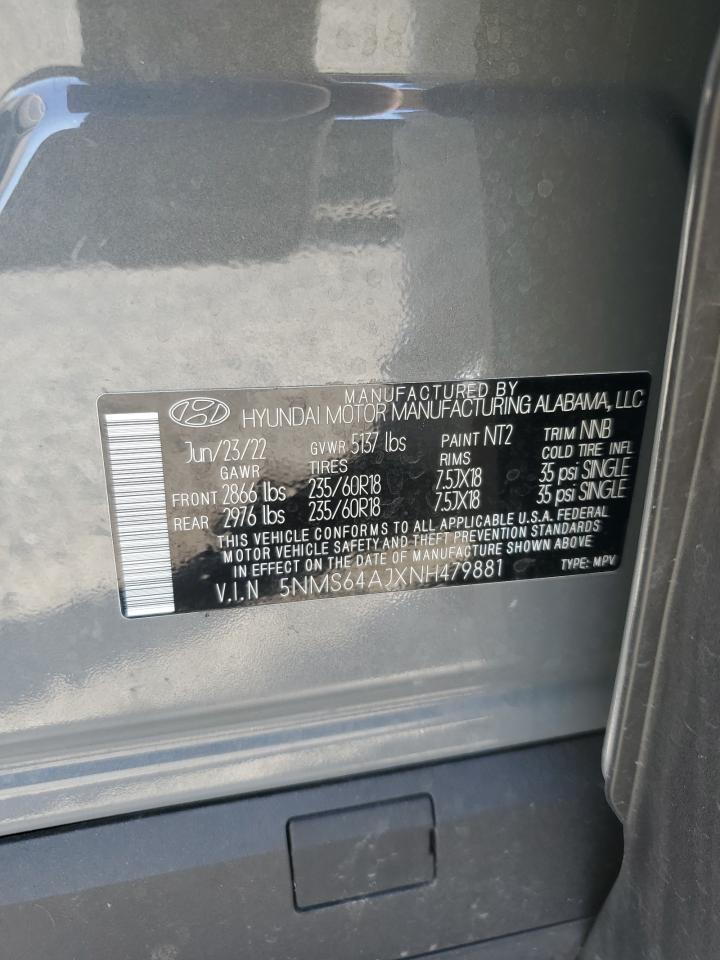 MANUFACTURED BY
HYUNDAI MOTOR MANUFACTURING ALABAMA, LLC
Jun/23/22 GVWR 5137 lbs PAINT NT2 TRIM NNB
GAWR TIRES RIMS COLD TIRE INFL
FRONT 2866 lbs 235/60R18 7.5JX18 35 psi SINGLE
REAR 2976 lbs 235/60R18 7.5JX18 35 psi SINGLE
THIS VEHICLE CONFORMS TO ALL APPLICABLE U.S.A. FEDERAL
MOTOR VEHICLE SAFETY AND THEFT PREVENTION STANDARDS
IN EFFECT ON THE DATE OF MANUFACTURE SHOWN ABOVE
V.I.N 5NMS64AJXNH479881 TYPE: MPV